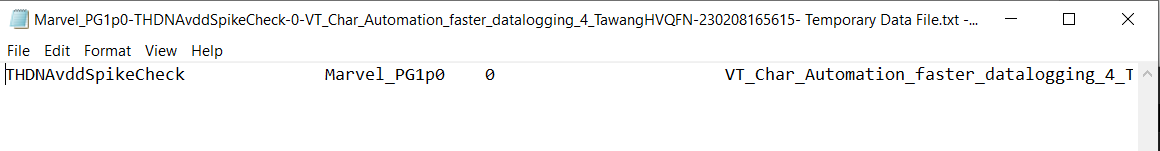 Marvel_PG1p0-THDNAvddSpikeCheck-0-VT_Char_Automation_faster_datalogging_4_TawangHVQFN-230208165615- Temporary Data File.txt -...
File Edit Format View Help
THDNAvddSpikeCheck Marvel_PG1p0 0 VT_Char_Automation_faster_datalogging_4_T